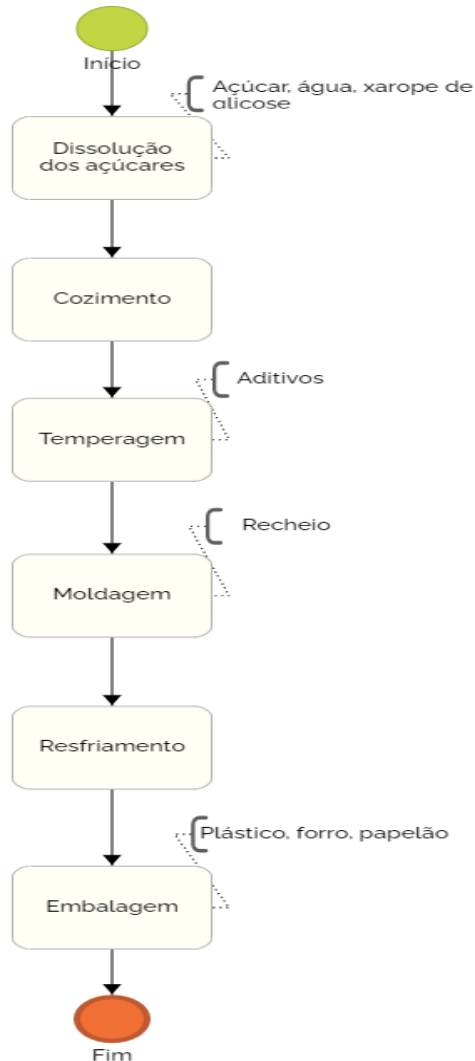 Início
Açúcar, água, xarope de
glicose
Dissolução
dos açúcares
Cozimento
Aditivos
Temperagem
Recheio
Moldagem
Resfriamento
Plástico, forro, papelão
Embalagem
Fim